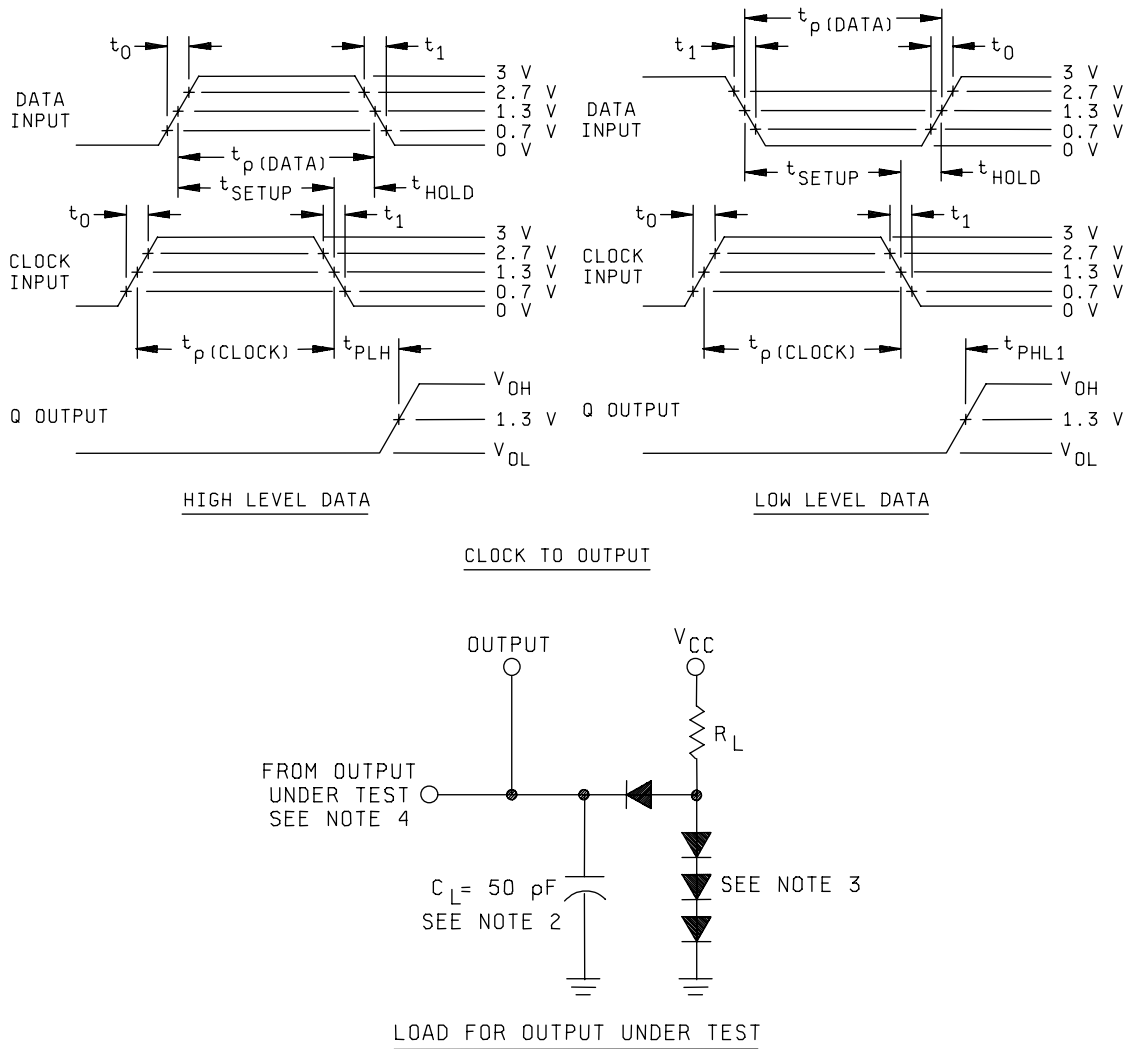 tp(DATA)
t0
t1
t1
t0
3 V
2.7 V
1.3 V
0.7 V
0 V
DATA
INPUT
3 V
2.7 V
1.3 V
0.7 V
0 V
DATA
INPUT
tp(DATA)
tSETUP
tHOLD
tSETUP
tHOLD
t0
t1
t0
t1
3 V
2.7 V
1.3 V
0.7 V
0 V
CLOCK
INPUT
3 V
2.7 V
1.3 V
0.7 V
0 V
CLOCK
INPUT
tp(CLOCK)
tPLH
tp(CLOCK)
tPHL1
Q OUTPUT
VOH
1.3 V
VOL
Q OUTPUT
VOH
1.3 V
VOL
HIGH LEVEL DATA
LOW LEVEL DATA
CLOCK TO OUTPUT
OUTPUT
VCC
RL
FROM OUTPUT
UNDER TEST
SEE NOTE 4
CL= 50 pF
SEE NOTE 2
SEE NOTE 3
LOAD FOR OUTPUT UNDER TEST